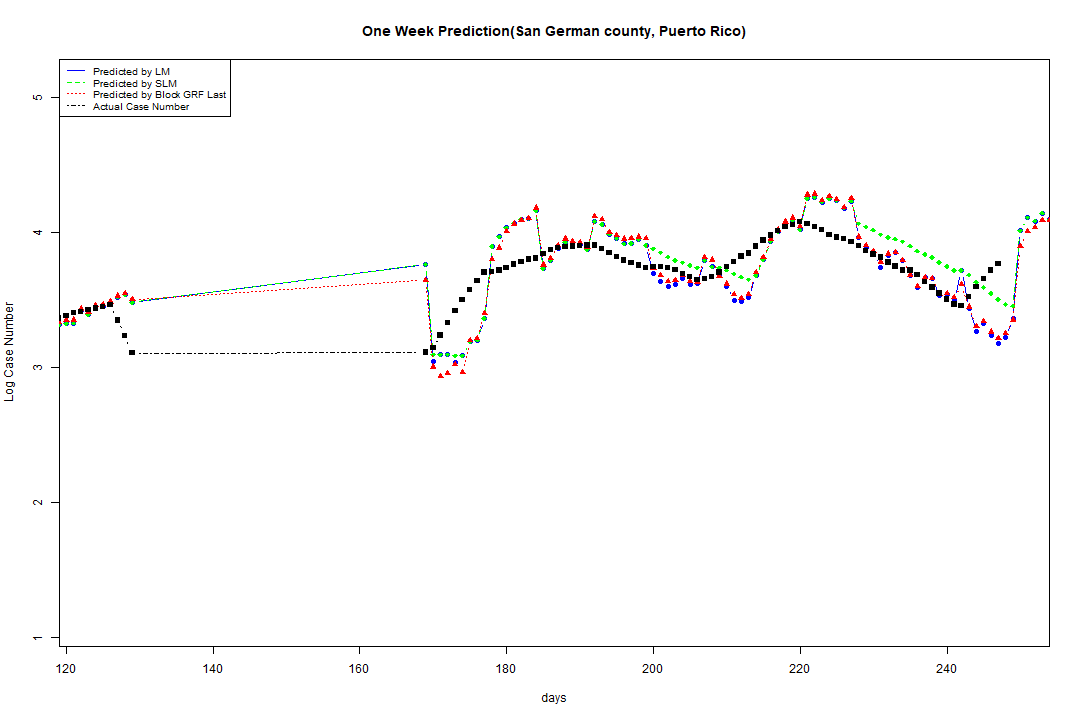 One Week Prediction(San German county, Puerto Rico)
Predicted by LM
Predicted by SLM
Predicted by Block GRF Last
Actual Case Number
5
4
3
2
1
Log Case Number
120 140 160 180 200 220 240
days